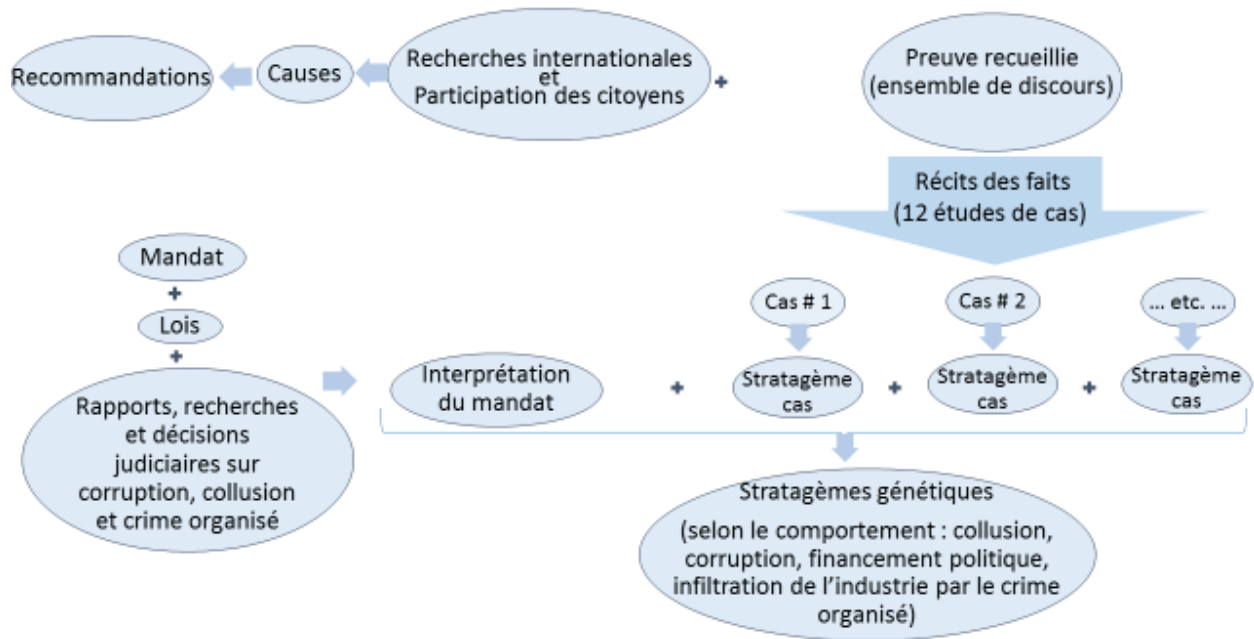 Recommandations
Causes
Recherches internationales
et
Participation des citoyens
+
Preuve recueillie
(ensemble de discours)
Récits des faits
(12 études de cas)
Mandat
+
Lois
+
Rapports, recherches
et décisions
judiciaires sur
corruption, collusion
et crime organisé
Interprétation
du mandat
+
Cas # 1
Stratagème
cas
+
Cas # 2
Stratagème
cas
+
... etc. ...
Stratagème
cas
Stratagèmes génétiques
(selon le comportement : collusion,
corruption, financement politique,
infiltration de l’industrie par le crime
organisé)